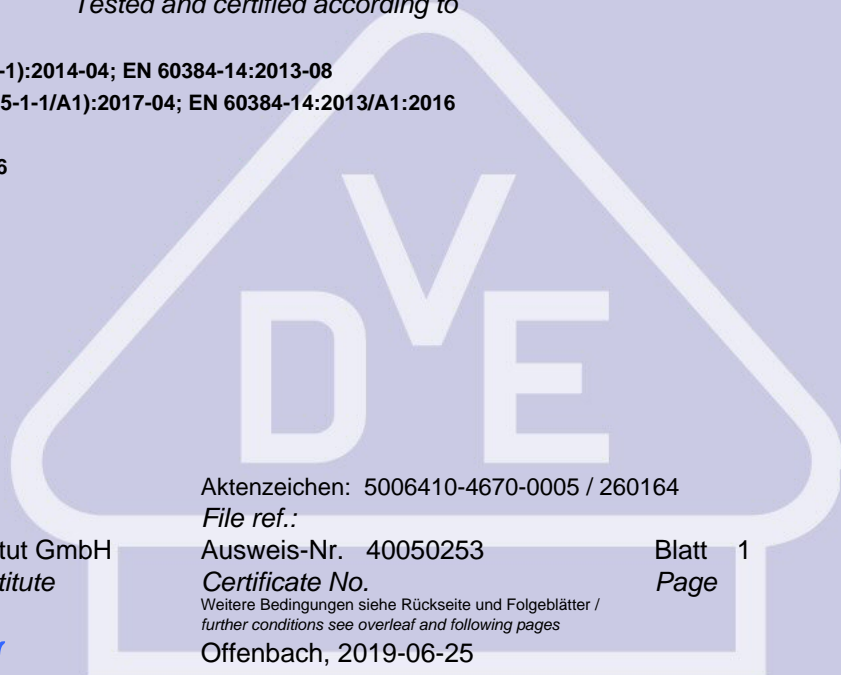 Tested and certified according to
-1):2014-04; EN 60384-14:2013-08
5-1-1/A1):2017-04; EN 60384-14:2013/A1:2016
6
DVE
Aktenzeichen: 5006410-4670-0005 / 260164
File ref.:
tut GmbH Ausweis-Nr. 40050253 Blatt 1
titute Certificate No. Page
Weitere Bedingungen siehe Rückseite und Folgeblätter /
further conditions see overleaf and following pages
Offenbach, 2019-06-25